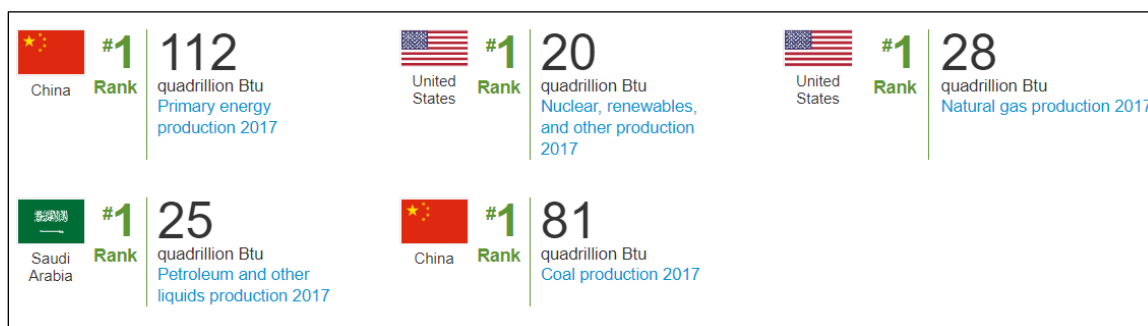 China
#1
Rank
112
quadrillion Btu
Primary energy
production 2017
United
States
#1
Rank
20
quadrillion Btu
Nuclear, renewables,
and other production
2017
United
States
#1
Rank
28
quadrillion Btu
Natural gas production 2017
Saudi
Arabia
#1
Rank
25
quadrillion Btu
Petroleum and other
liquids production 2017
China
#1
Rank
81
quadrillion Btu
Coal production 2017